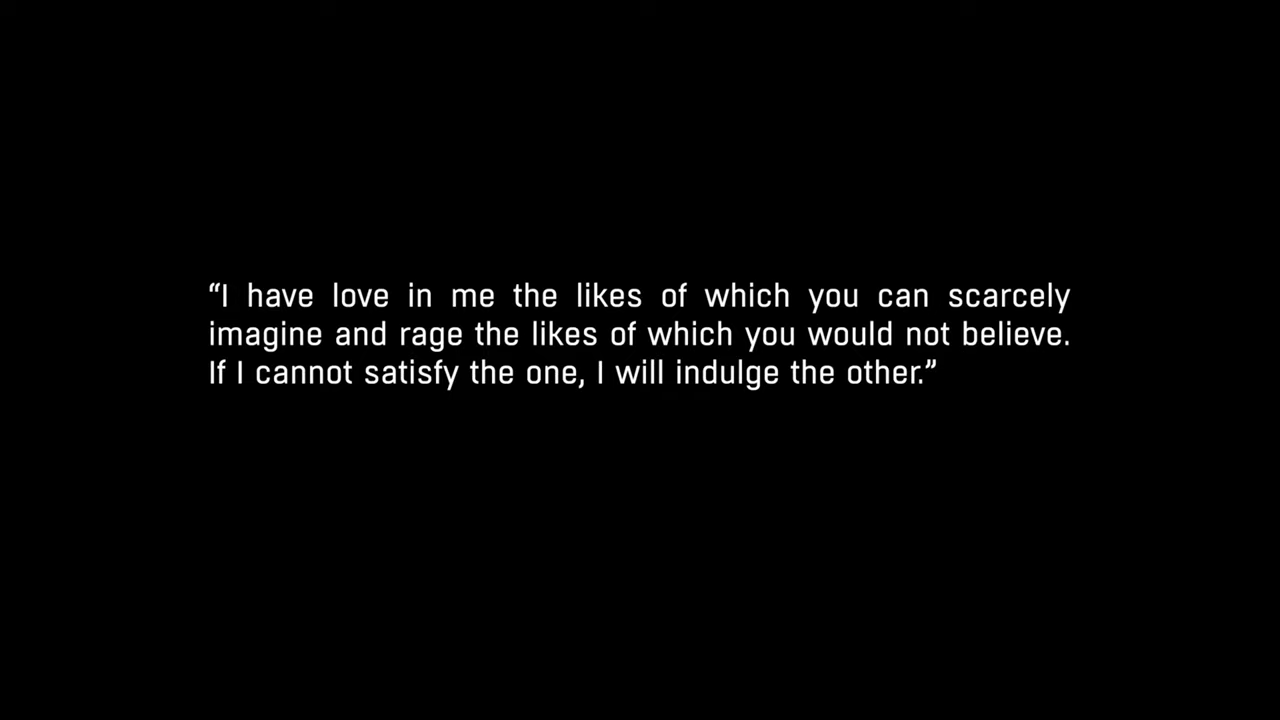 “I have love in me the likes of which you can scarcely
imagine and rage the likes of which you would not believe.
If I cannot satisfy the one, I will indulge the other.”